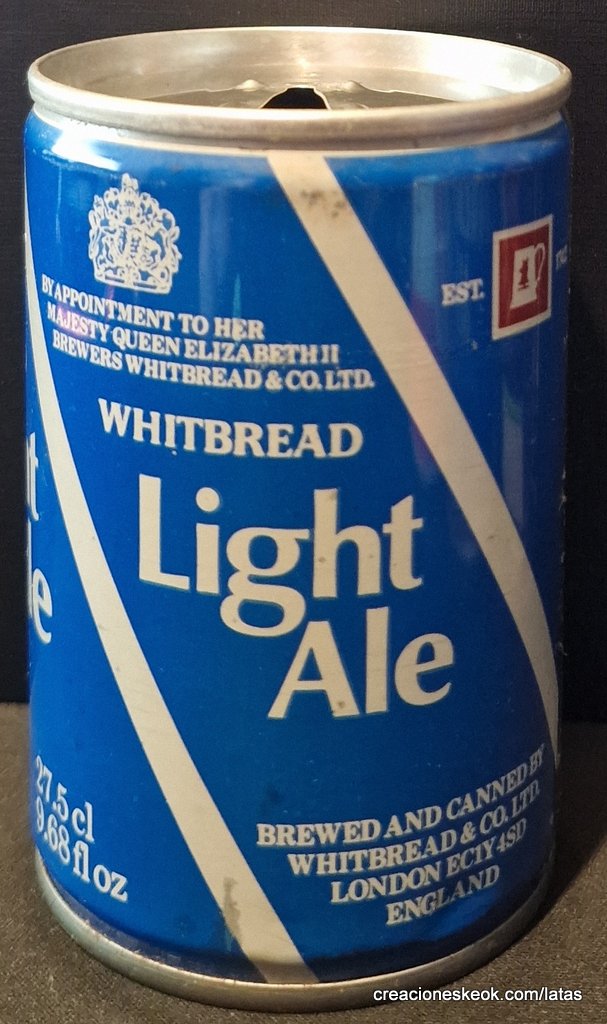 BY APPOINTMENT TO HER
MAJESTY QUEEN ELIZABETH II
BREWERS WHITBREAD & CO. LTD.
EST.
WHITBREAD
Light
Ale
27.5 cl
9.68 fl oz
BREWED AND CANNED BY
WHITBREAD & CO. LTD.
LONDON EC1Y 4SD
ENGLAND
creacioneskeok.com/latas